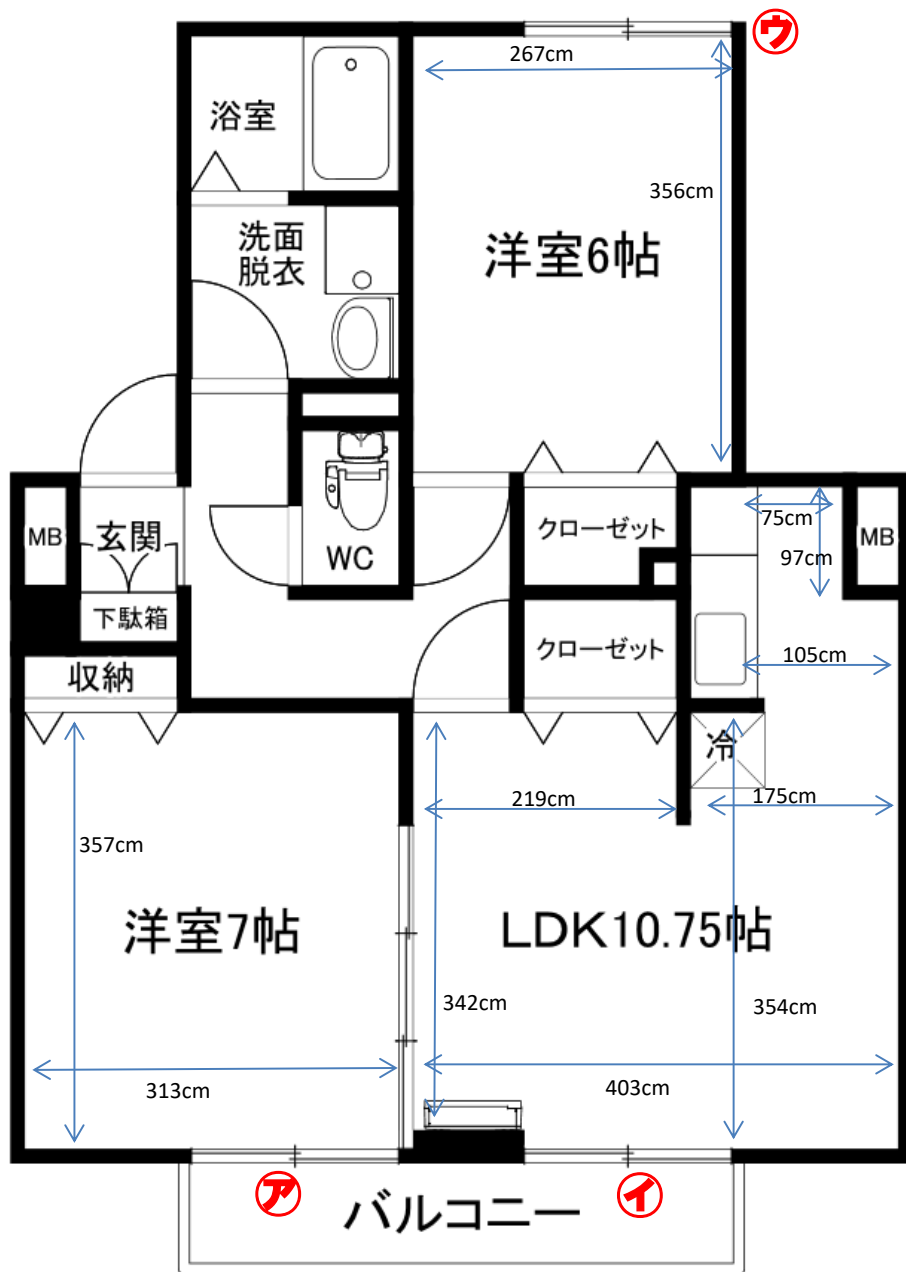 ㋒
267cm
浴室
356cm
洗面
脱衣
洋室6帖
MB
玄関
WC
クローゼット
75cm
97cm
MB
下駄箱
収納
クローゼット
105cm
冷
219cm
175cm
357cm
洋室7帖
LDK10.75帖
342cm
354cm
313cm
403cm
㋐
㋑
バルコニー